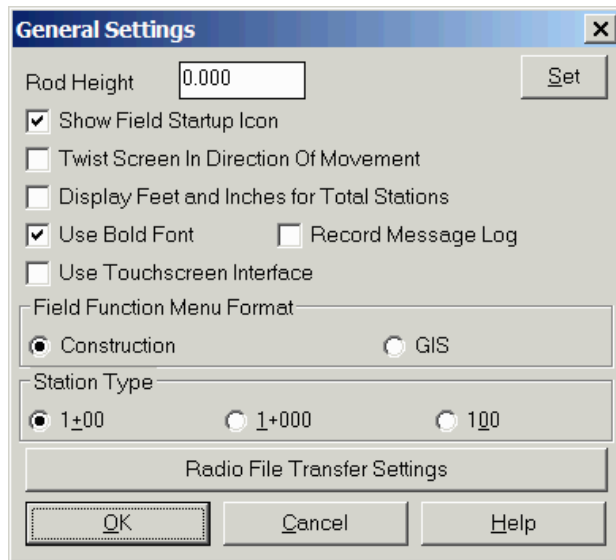 General Settings
Rod Height 0.000 Set
Show Field Startup Icon
Twist Screen In Direction Of Movement
Display Feet and Inches for Total Stations
Use Bold Font Record Message Log
Use Touchscreen Interface
Field Function Menu Format
Construction GIS
Station Type
1+00 1+000 100
Radio File Transfer Settings
OK Cancel Help